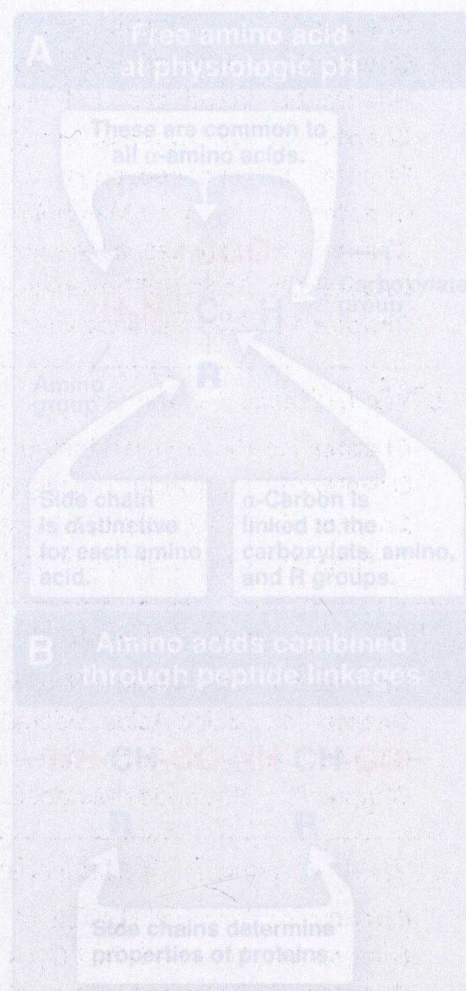 A
Free amino acid
at physiologic pH
These are common to
all α-amino acids.
Carboxylate
group
Cα H
Amino
group
R
Side chain
is distinctive
for each amino
acid.
α-Carbon is
linked to the
carboxylate, amino,
and R groups.
B
Amino acids combined
through peptide linkages
CH CO CH
R R
Side chains determine
properties of proteins.